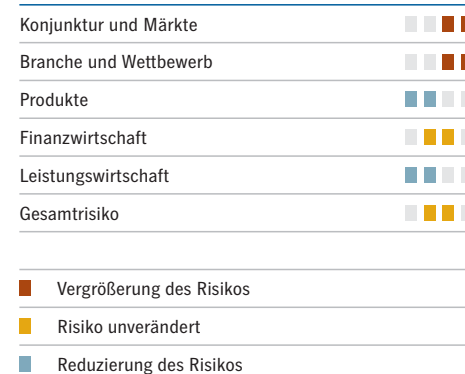 Konjunktur und Märkte
Branche und Wettbewerb
Produkte
Finanzwirtschaft
Leistungswirtschaft
Gesamtrisiko
Vergrößerung des Risikos
Risiko unverändert
Reduzierung des Risikos